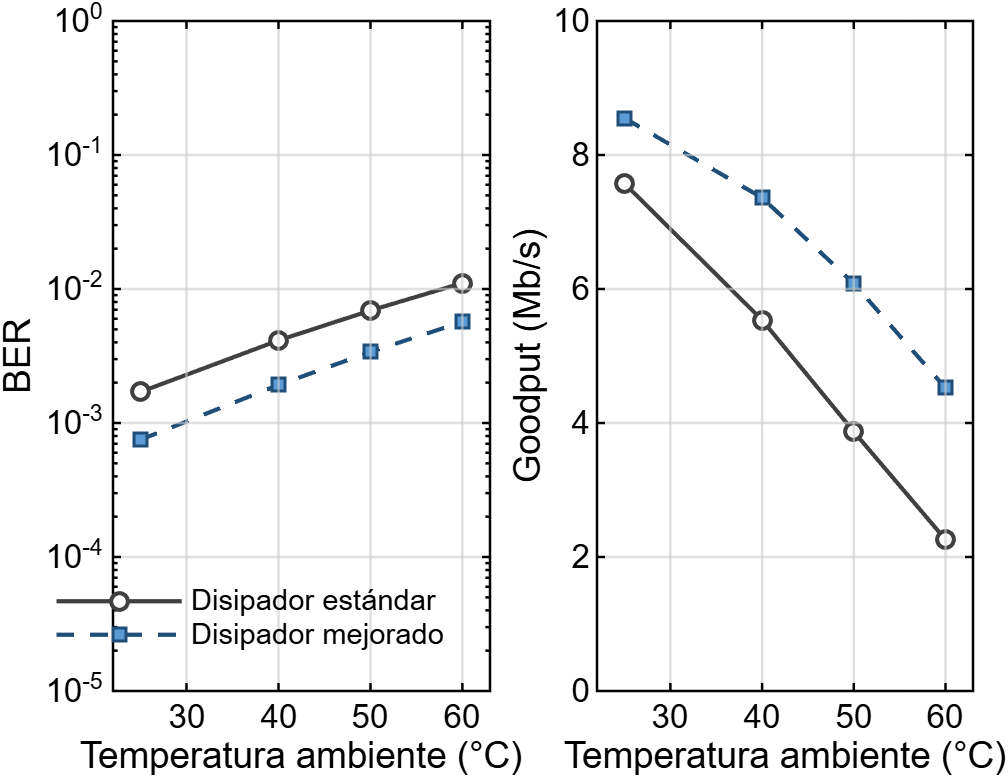 10^0
10^-1
10^-2
10^-3
10^-4
10^-5
BER
Disipador estándar
Disipador mejorado
30 40 50 60
Temperatura ambiente (°C)
10
8
6
4
2
0
Goodput (Mb/s)
30 40 50 60
Temperatura ambiente (°C)